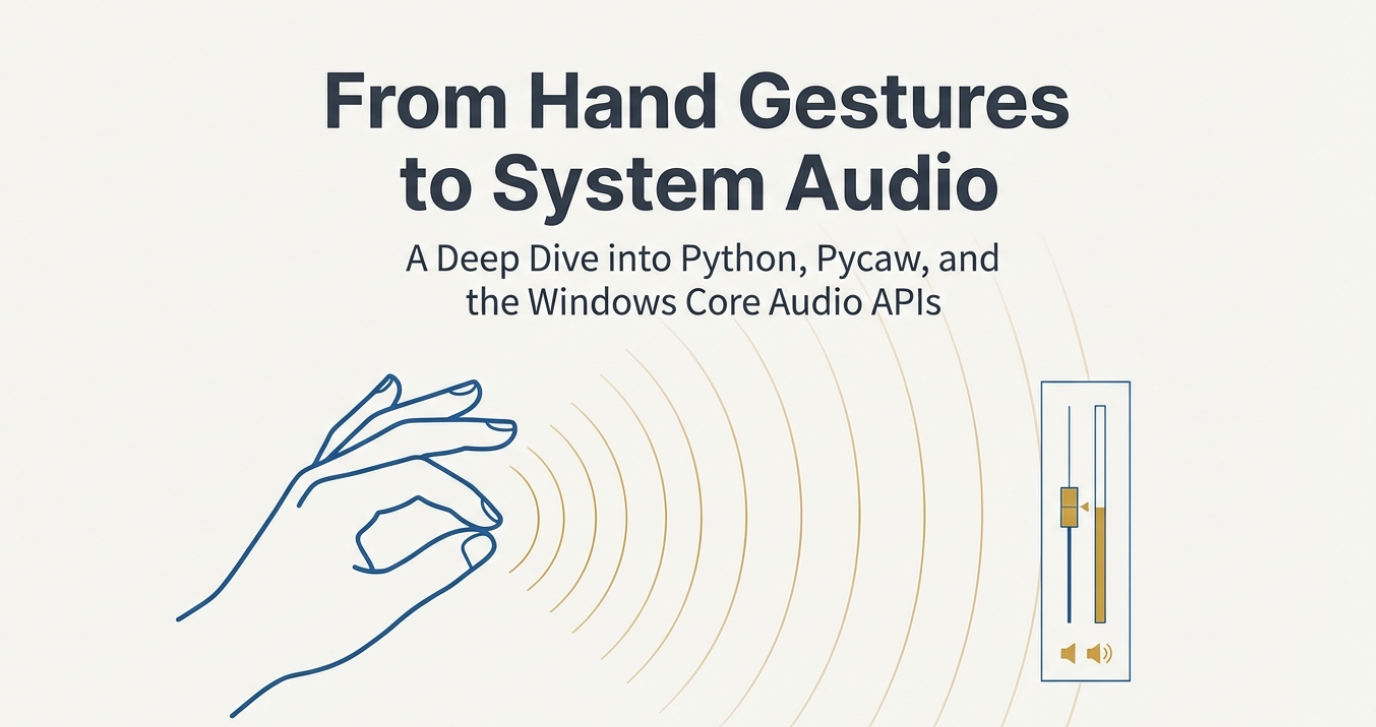 From Hand Gestures
to System Audio
A Deep Dive into Python, Pycaw, and
the Windows Core Audio APIs